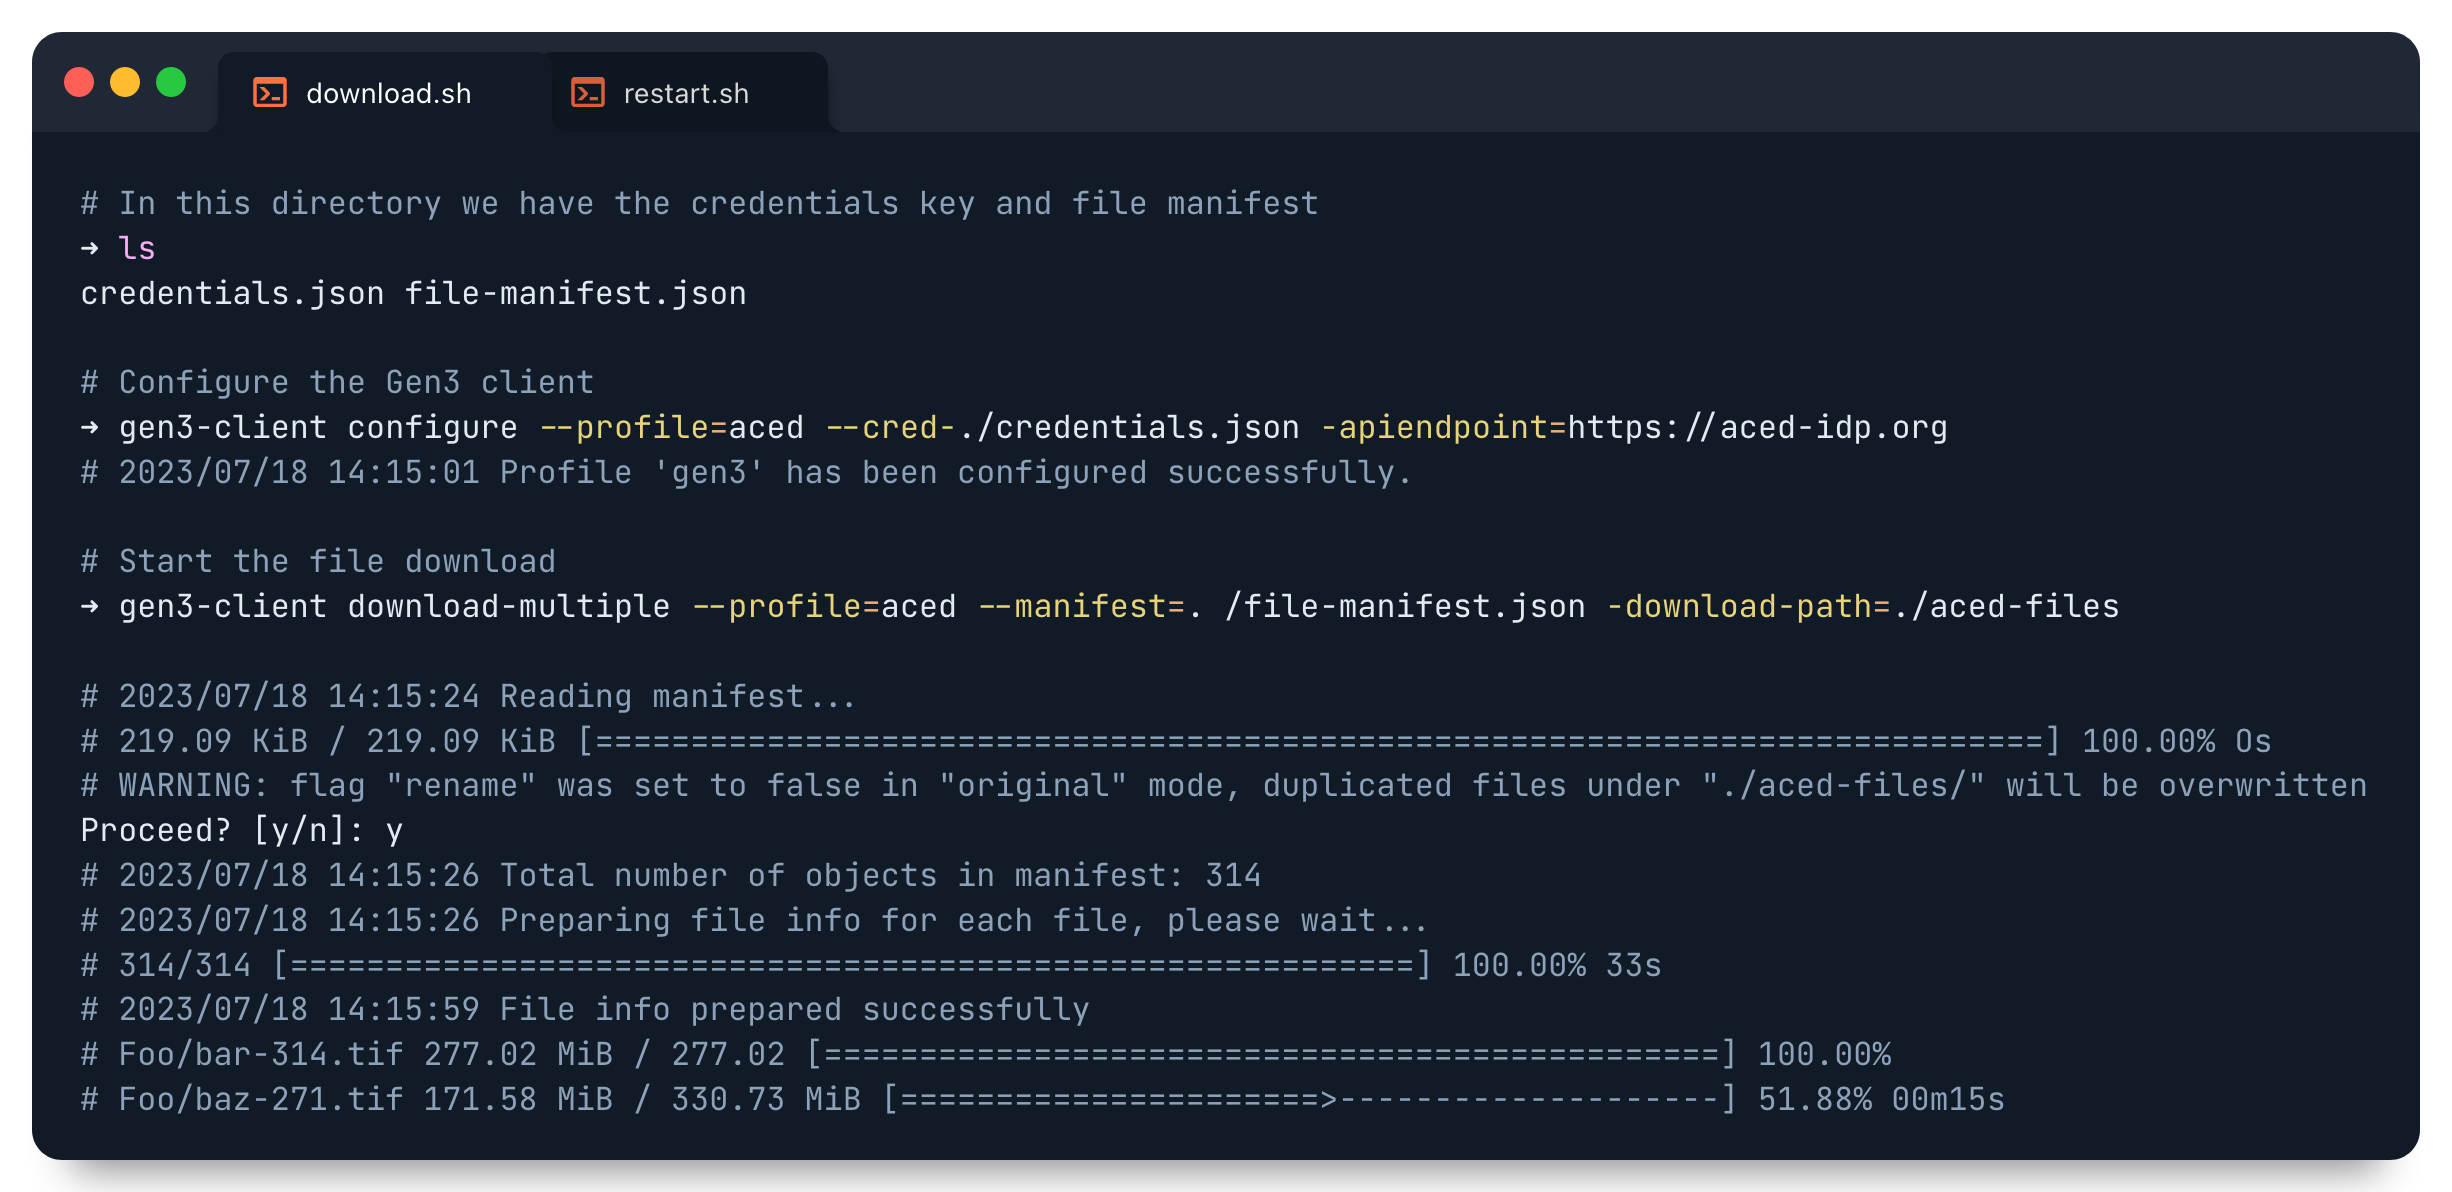 download.sh restart.sh
# In this directory we have the credentials key and file manifest
→ ls
credentials.json file-manifest.json
# Configure the Gen3 client
→ gen3-client configure --profile=aced --cred-./credentials.json -apiendpoint=https://aced-idp.org
# 2023/07/18 14:15:01 Profile 'gen3' has been configured successfully.
# Start the file download
→ gen3-client download-multiple --profile=aced --manifest=. /file-manifest.json -download-path=./aced-files
# 2023/07/18 14:15:24 Reading manifest...
# 219.09 KiB / 219.09 KiB [============================================================================] 100.00% 0s
# WARNING: flag "rename" was set to false in "original" mode, duplicated files under "./aced-files/" will be overwritten
Proceed? [y/n]: y
# 2023/07/18 14:15:26 Total number of objects in manifest: 314
# 2023/07/18 14:15:26 Preparing file info for each file, please wait...
# 314/314 [===========================================================] 100.00% 33s
# 2023/07/18 14:15:59 File info prepared successfully
# Foo/bar-314.tif 277.02 MiB / 277.02 [===============================================] 100.00%
# Foo/baz-271.tif 171.58 MiB / 330.73 MiB [======================>--------------------] 51.88% 00m15s